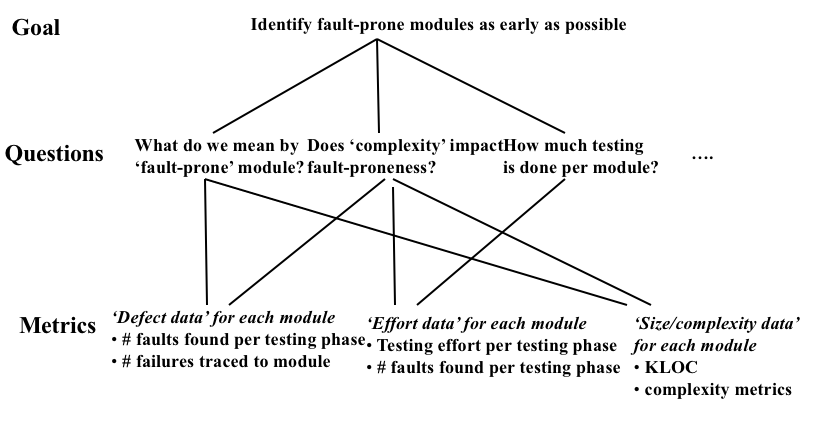 Goal
Identify fault-prone modules as early as possible
Questions
What do we mean by
‘fault-prone’ module?
Does ‘complexity’ impact
fault-proneness?
How much testing
is done per module?
....
Metrics
‘Defect data’ for each module
• # faults found per testing phase
• # failures traced to module
‘Effort data’ for each module
• Testing effort per testing phase
• # faults found per testing phase
‘Size/complexity data’
for each module
• KLOC
• complexity metrics